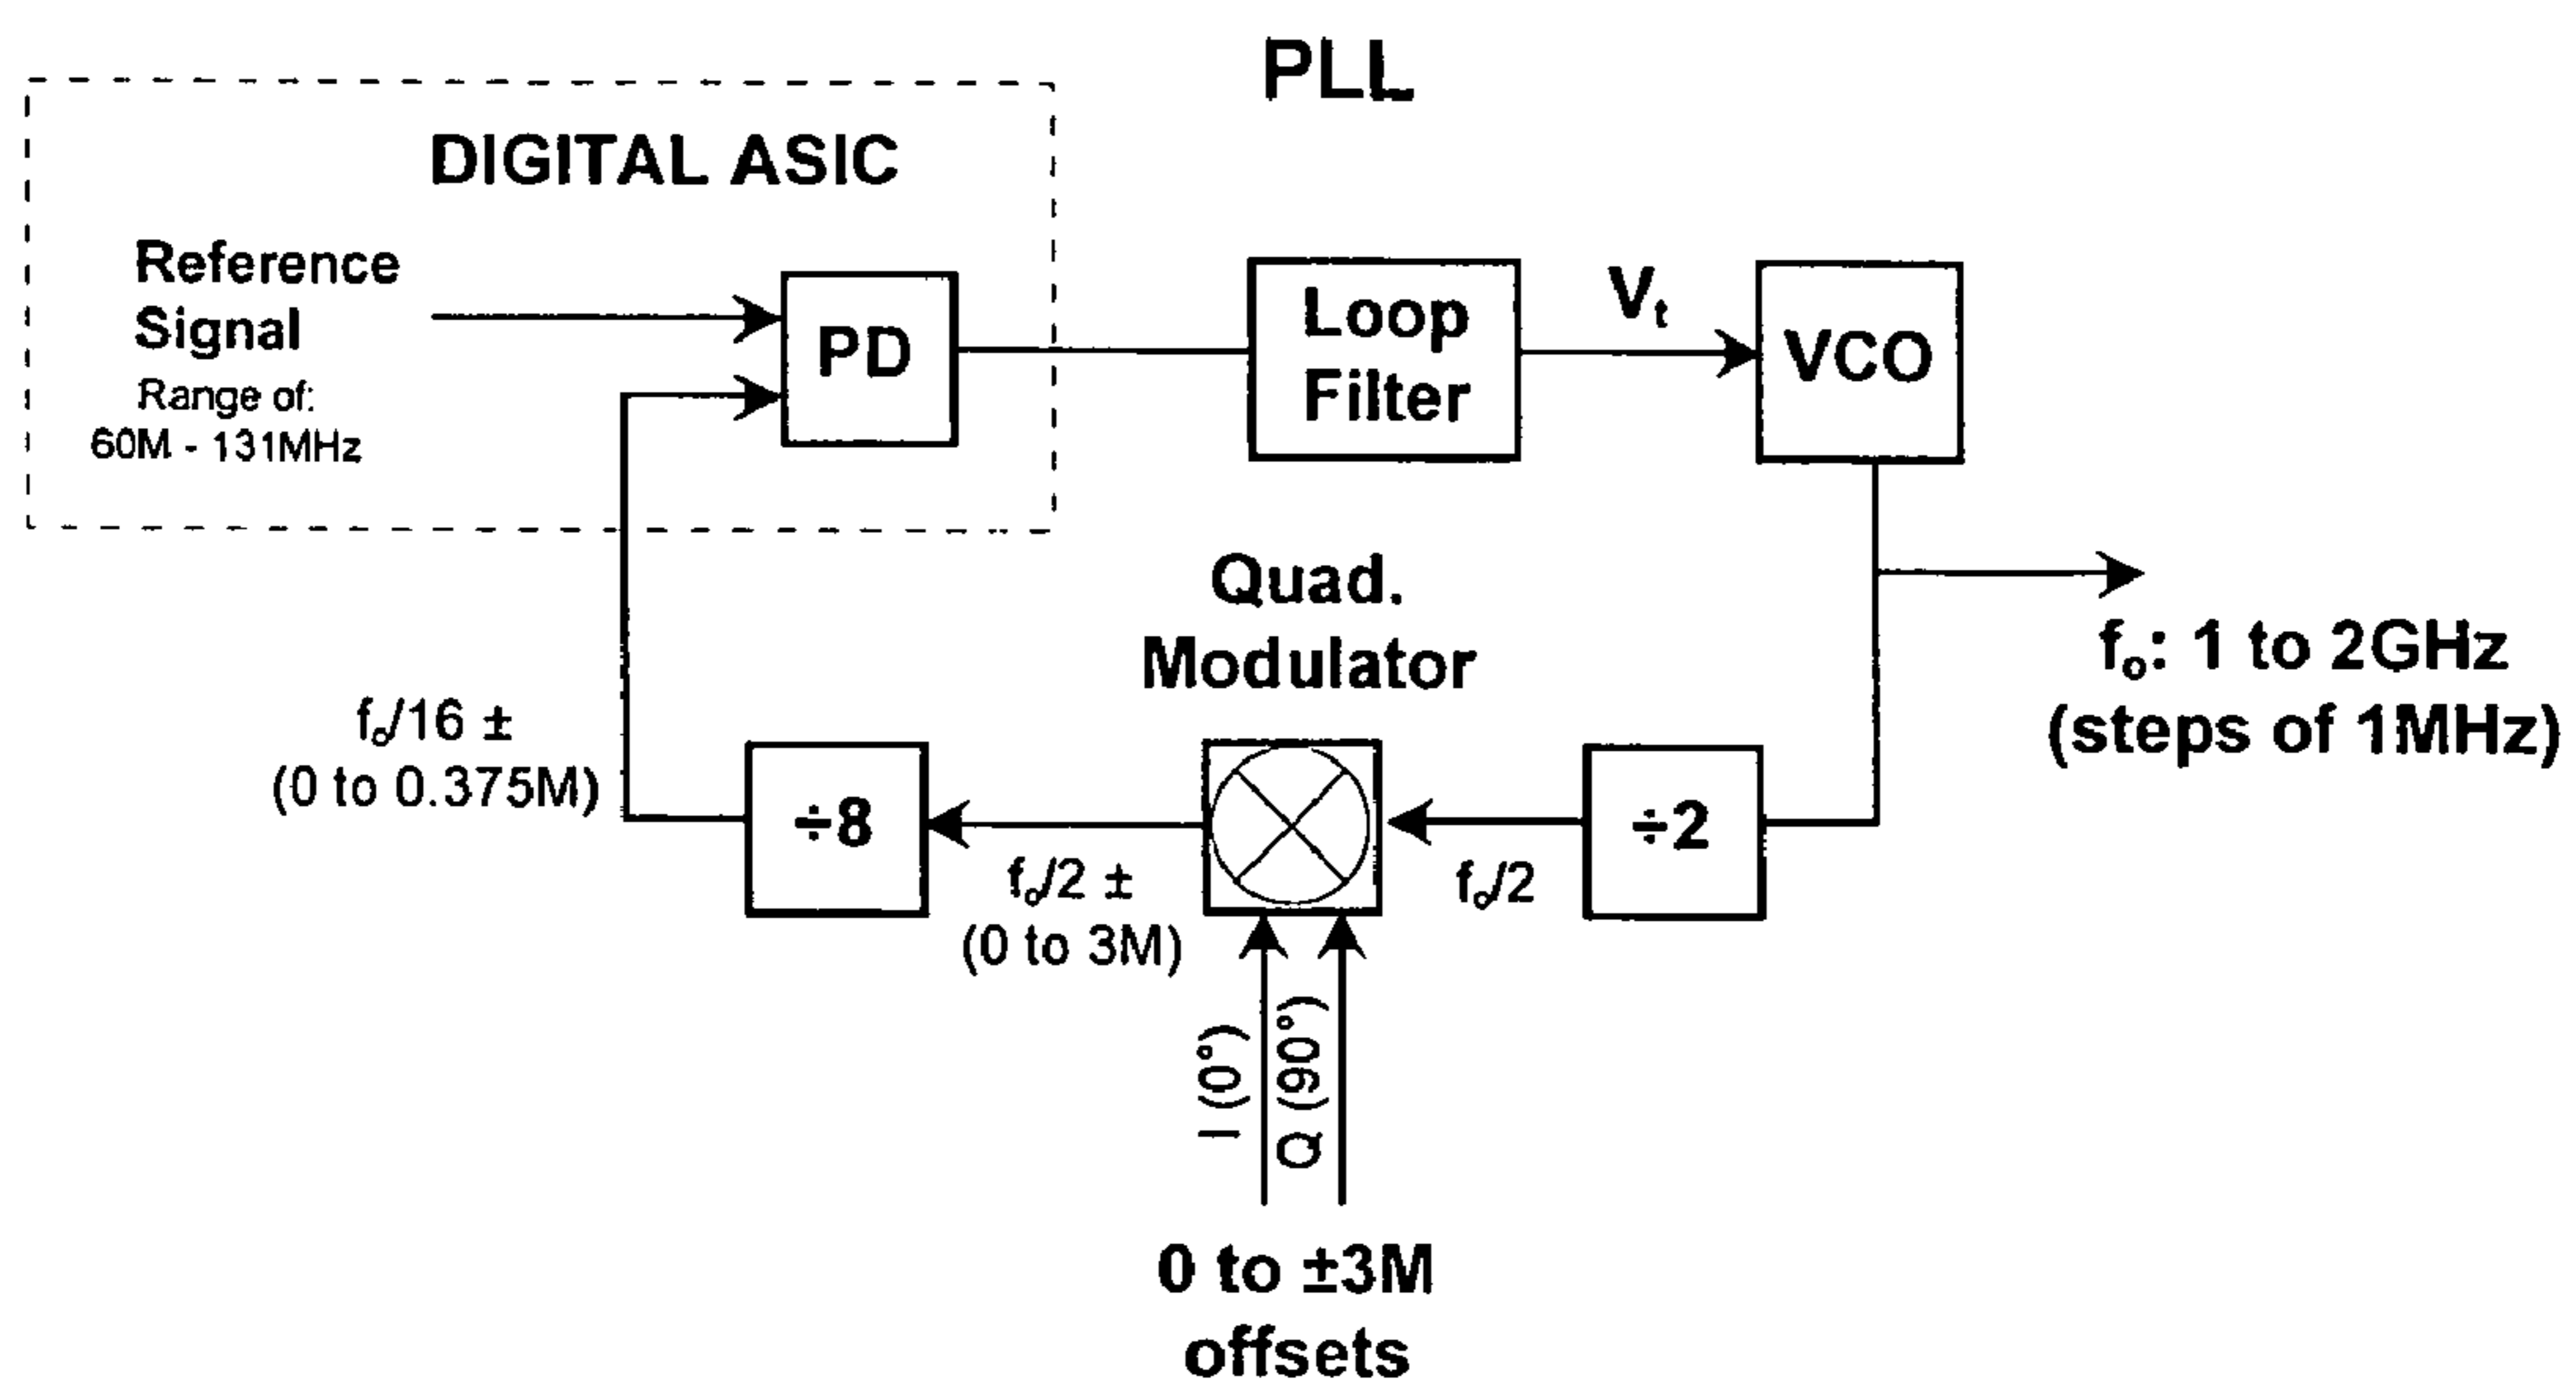 PLL
DIGITAL ASIC
Reference
Signal
Range of:
60M - 131MHz
PD
Loop
Filter
Vt
VCO
fo: 1 to 2GHz
(steps of 1MHz)
Quad.
Modulator
fo/16 ±
(0 to 0.375M)
÷8
fo/2 ±
(0 to 3M)
fo/2
÷2
I (0°)
Q (90°)
0 to ±3M
offsets